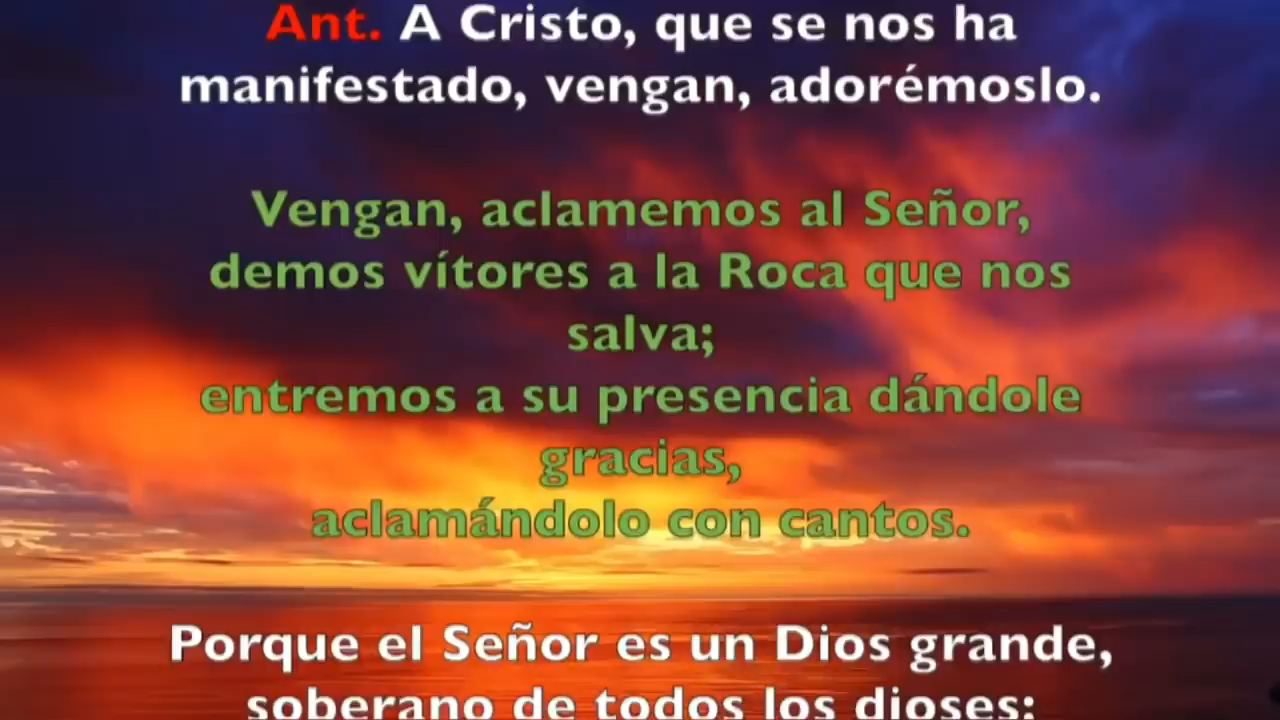 Ant. A Cristo, que se nos ha
manifestado, vengan, adorémoslo.
Vengan, aclamemos al Señor,
demos vítores a la Roca que nos
salva;
entremos a su presencia dándole
gracias,
aclamándolo con cantos.
Porque el Señor es un Dios grande,
soberano de todos los dioses: